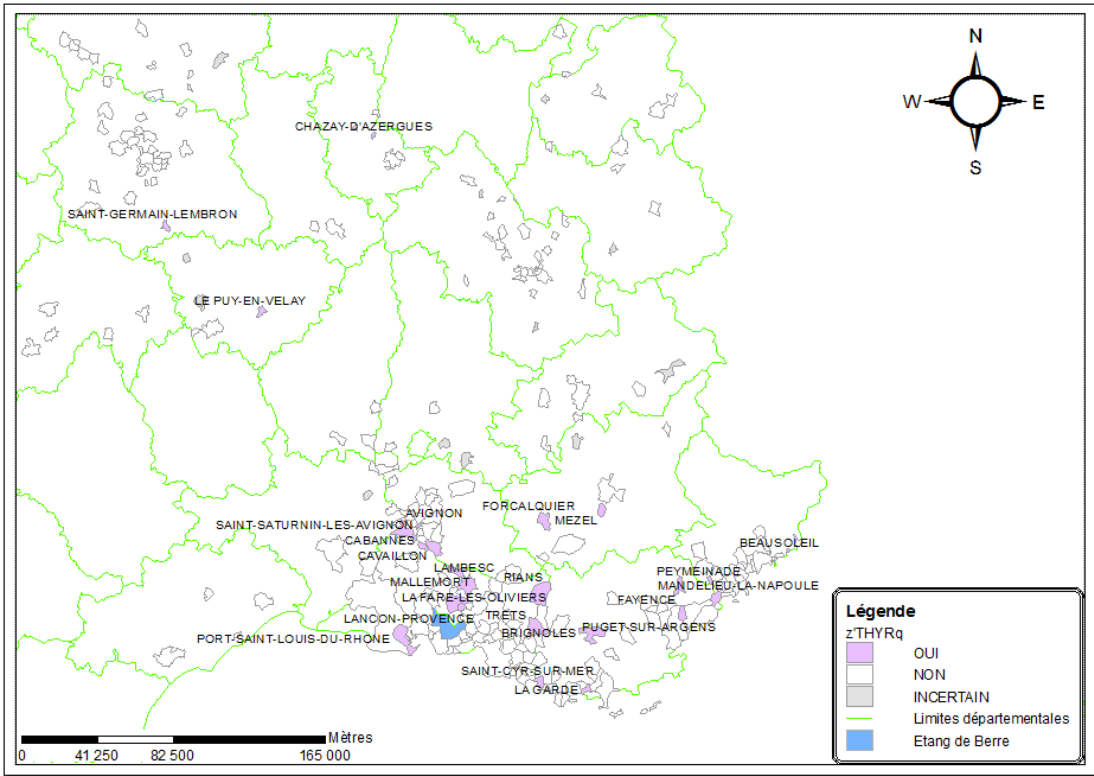 N
W E
S
CHAZAY-D'AZERGUES
SAINT-GERMAIN-LEMBRON
LE PUY-EN-VELAY
FORCALQUIER
AVIGNON
MEZEL
SAINT-SATURNIN-LES-AVIGNON
CABANNES
BEAUSOLEIL
CAVAILLON
LAMBESC
PEYMEINADE
RIANS
MALLEMORT
MANDELIEU-LA-NAPOULE
LA FARE-LES-OLIVIERS
FAYENCE
TRETS
LANCON-PROVENCE
PUGET-SUR-ARGENS
BRIGNOLES
PORT-SAINT-LOUIS-DU-RHONE
SAINT-CYR-SUR-MER
LA GARDE
Légende
z'THYRq
OUI
NON
INCERTAIN
Limites départementales
Etang de Berre
Mètres
0 41 250 82 500 165 000